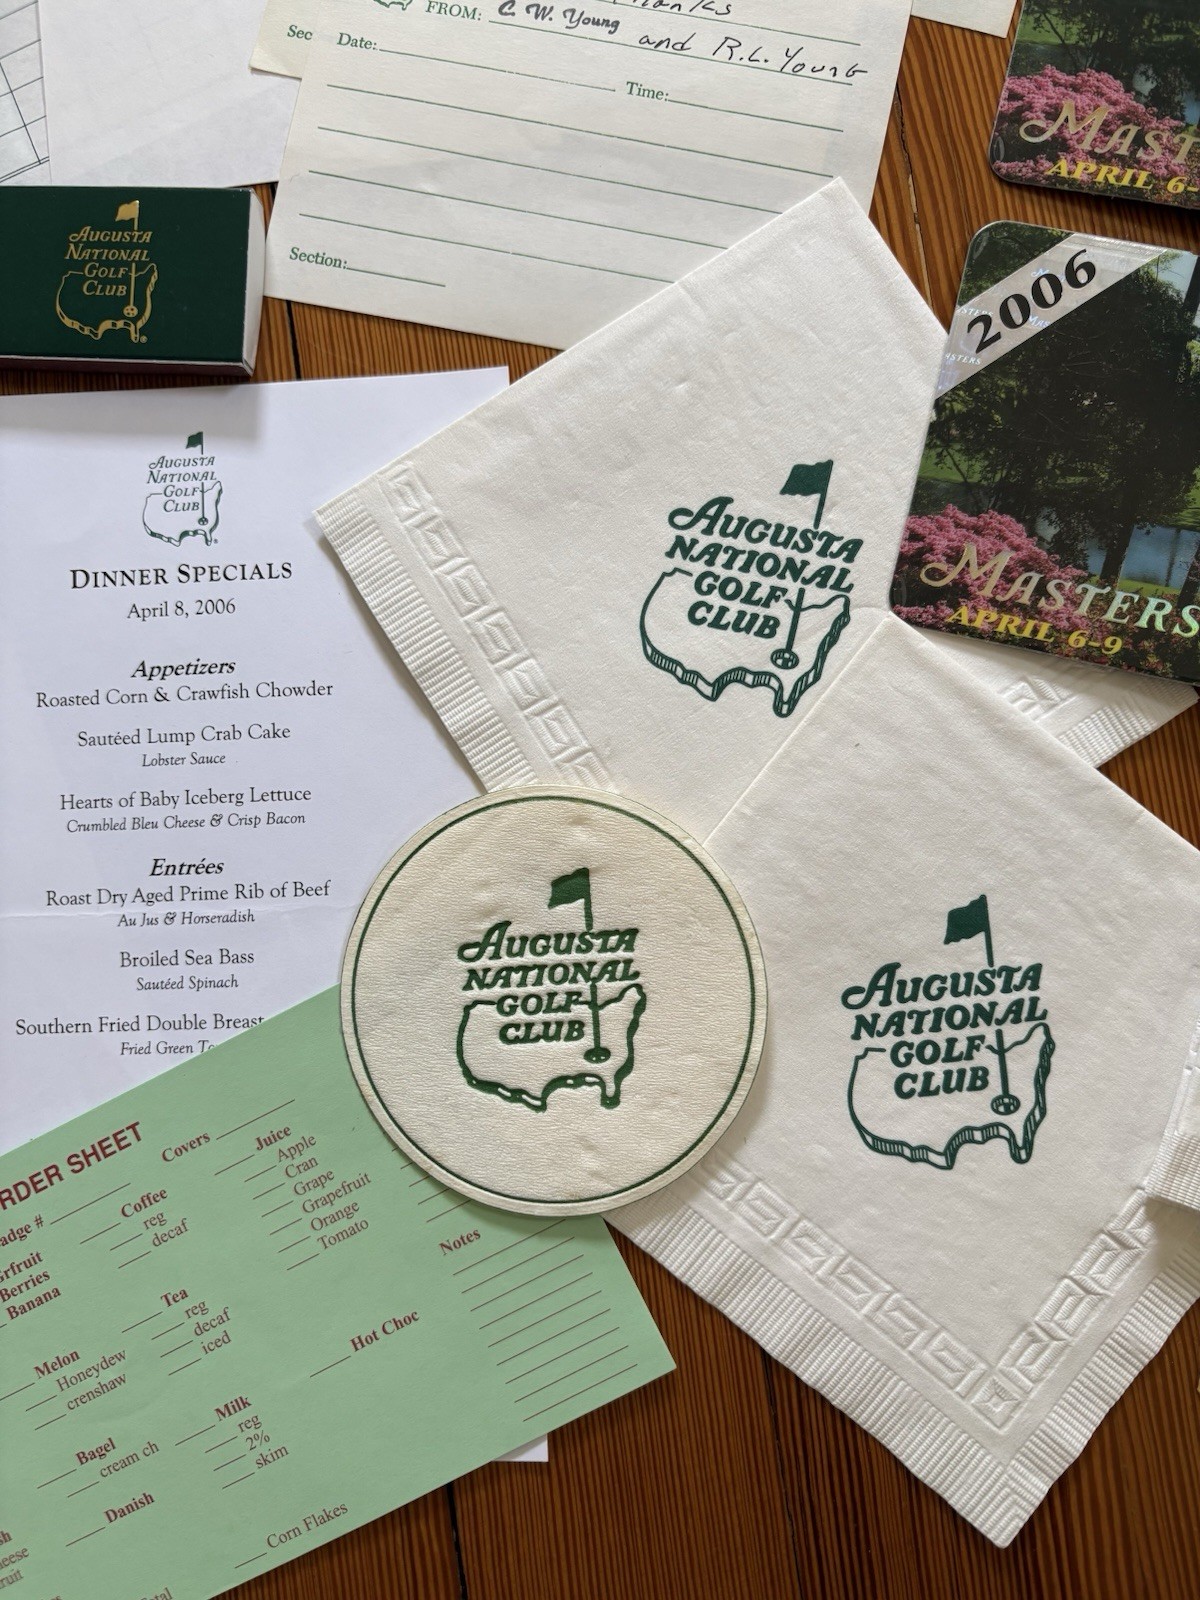 FROM: C. W. Young
and R.L. Young
Sec
Date:
Time:
Section:
AUGUSTA
NATIONAL
GOLF
CLUB
MAST
APRIL 6-
2006
MASTERS
APRIL 6-9
AUGUSTA
NATIONAL
GOLF
CLUB
DINNER SPECIALS
April 8, 2006
Appetizers
Roasted Corn & Crawfish Chowder
Sautéed Lump Crab Cake
Lobster Sauce
Hearts of Baby Iceberg Lettuce
Crumbled Bleu Cheese & Crisp Bacon
Entrées
Roast Dry Aged Prime Rib of Beef
Au Jus & Horseradish
Broiled Sea Bass
Sautéed Spinach
Southern Fried Double Breast
Fried Green
AUGUSTA
NATIONAL
GOLF
CLUB
AUGUSTA
NATIONAL
GOLF
CLUB
AUGUSTA
NATIONAL
GOLF
CLUB
RDER SHEET
adge #
Covers
Grfruit
Berries
Banana
Melon
Honeydew
crenshaw
Bagel
cream ch
Danish
Coffee
reg
decaf
Tea
reg
decaf
iced
Milk
reg
2%
skim
Corn Flakes
Juice
Apple
Cran
Grape
Grapefruit
Orange
Tomato
Hot Choc
Notes